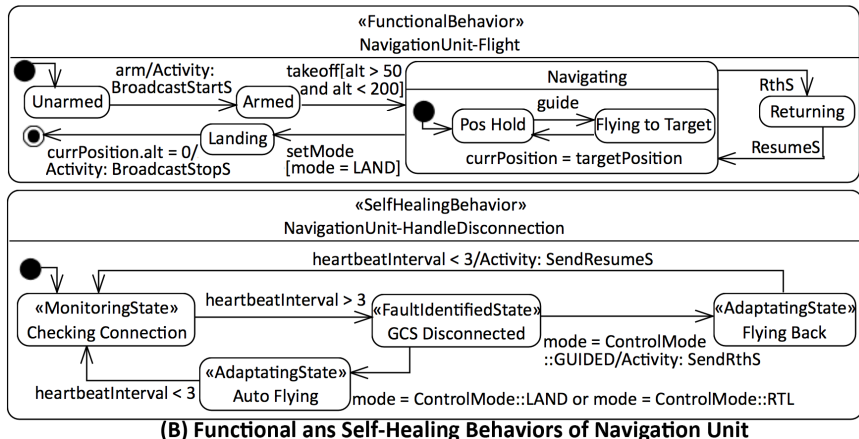 «FunctionalBehavior»
NavigationUnit-Flight
arm/Activity:
BroadcastStartS
takeoff[alt > 50
and alt < 200]
Navigating
RthS
Unarmed
Armed
guide
Returning
Pos Hold
Flying to Target
Landing
currPosition.alt = 0/
Activity: BroadcastStopS
setMode
[mode = LAND]
currPosition = targetPosition
ResumeS
«SelfHealingBehavior»
NavigationUnit-HandleDisconnection
heartbeatInterval < 3/Activity: SendResumeS
«MonitoringState»
Checking Connection
heartbeatInterval > 3
«FaultIdentifiedState»
GCS Disconnected
«AdaptatingState»
Flying Back
mode = ControlMode
::GUIDED/Activity: SendRthS
«AdaptatingState»
Auto Flying
heartbeatInterval < 3
mode = ControlMode::LAND or mode = ControlMode::RTL
(B) Functional ans Self-Healing Behaviors of Navigation Unit